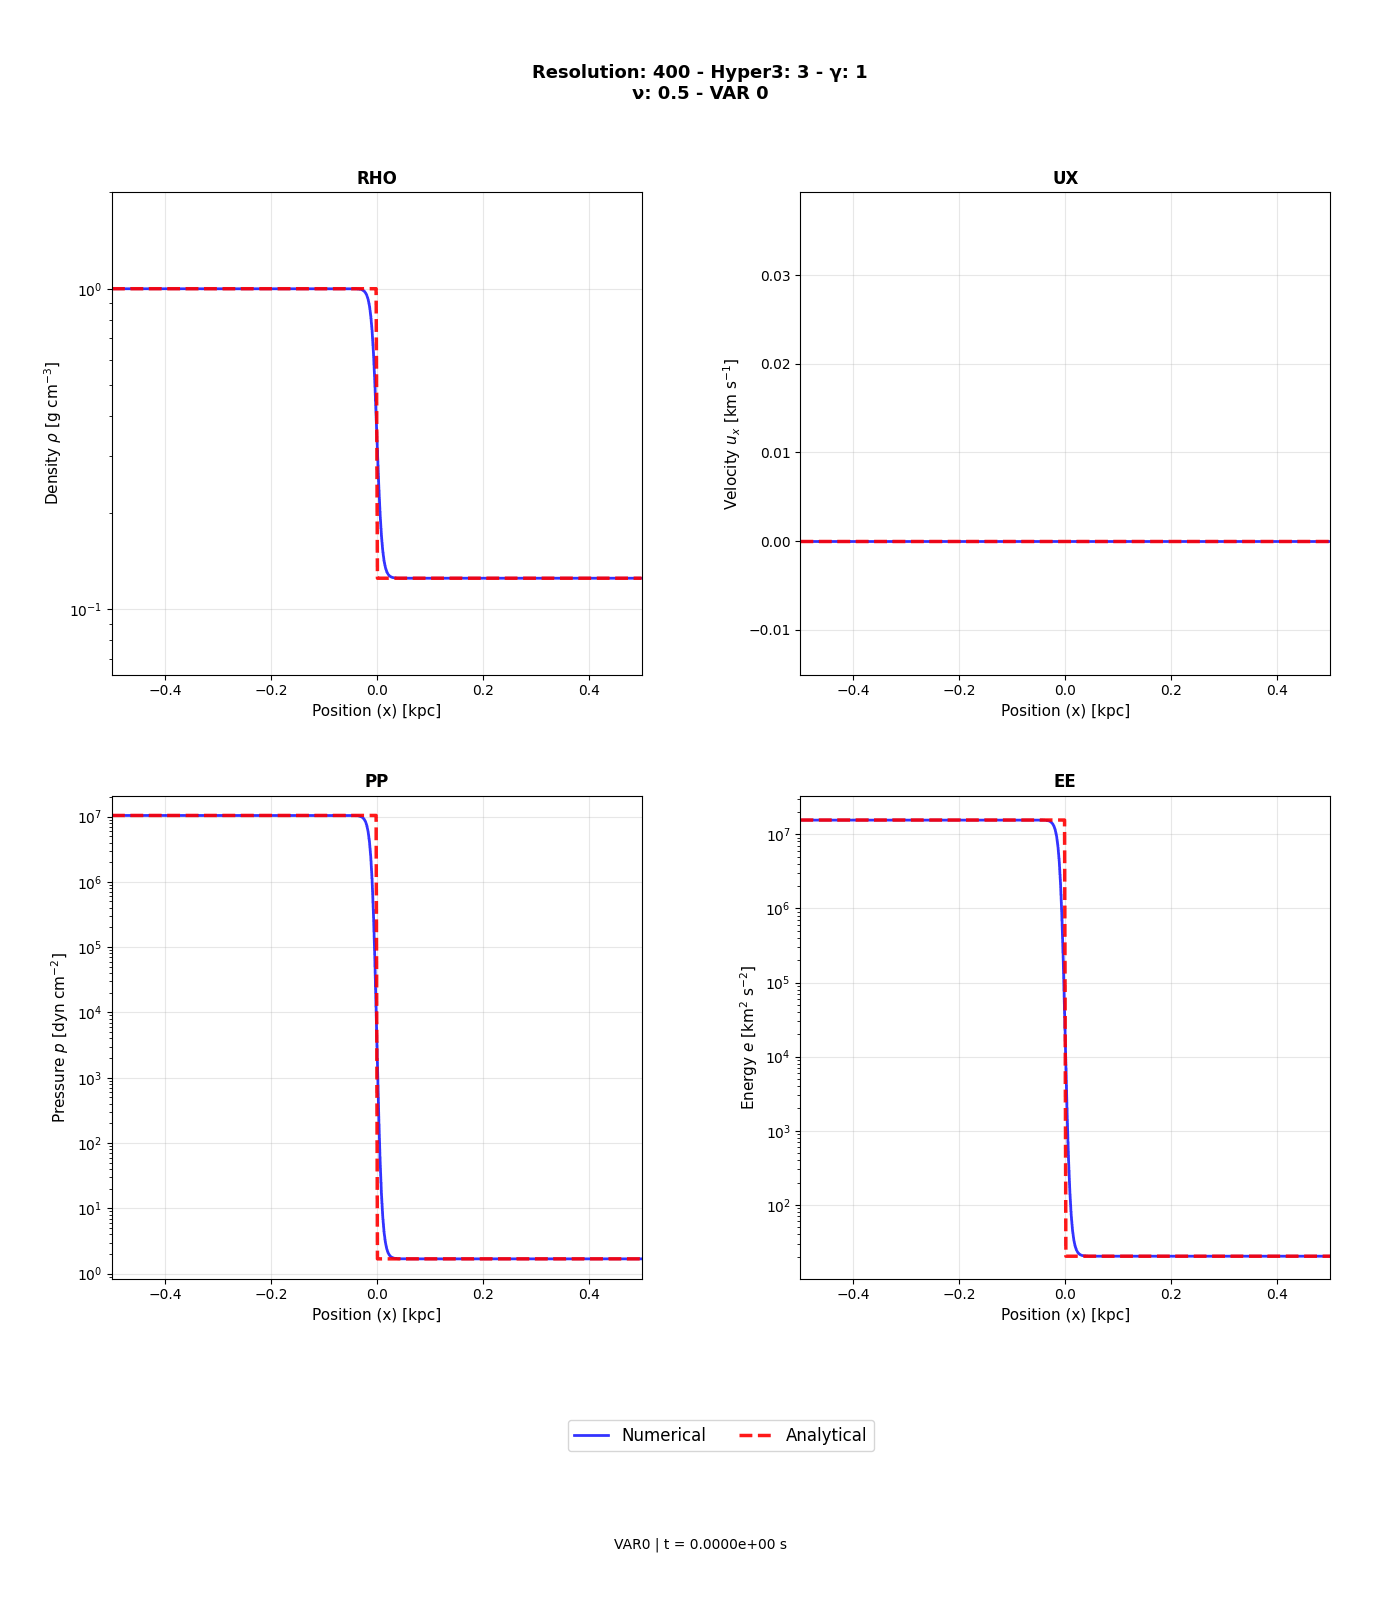 Resolution: 400 - Hyper3: 3 - γ: 1
ν: 0.5 - VAR 0
RHO
Density ρ [g cm⁻³]
10⁰
10⁻¹
−0.4 −0.2 0.0 0.2 0.4
Position (x) [kpc]
UX
Velocity uₓ [km s⁻¹]
0.03
0.02
0.01
0.00
−0.01
−0.4 −0.2 0.0 0.2 0.4
Position (x) [kpc]
PP
Pressure p [dyn cm⁻²]
10⁷
10⁶
10⁵
10⁴
10³
10²
10¹
10⁰
−0.4 −0.2 0.0 0.2 0.4
Position (x) [kpc]
EE
Energy e [km² s⁻²]
10⁷
10⁶
10⁵
10⁴
10³
10²
−0.4 −0.2 0.0 0.2 0.4
Position (x) [kpc]
Numerical Analytical
VAR0 | t = 0.0000e+00 s